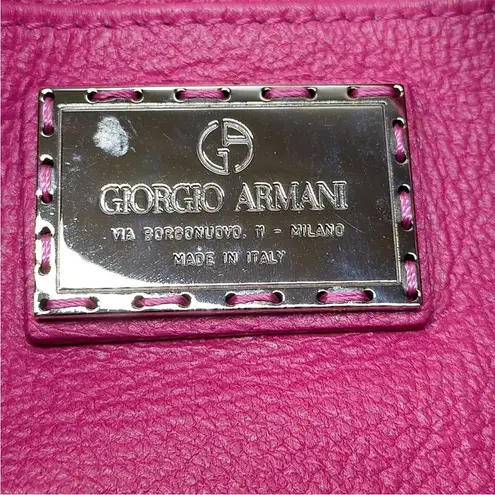 GA
GIORGIO ARMANI
VIA BORGONUOVO, 11 - MILANO
MADE IN ITALY